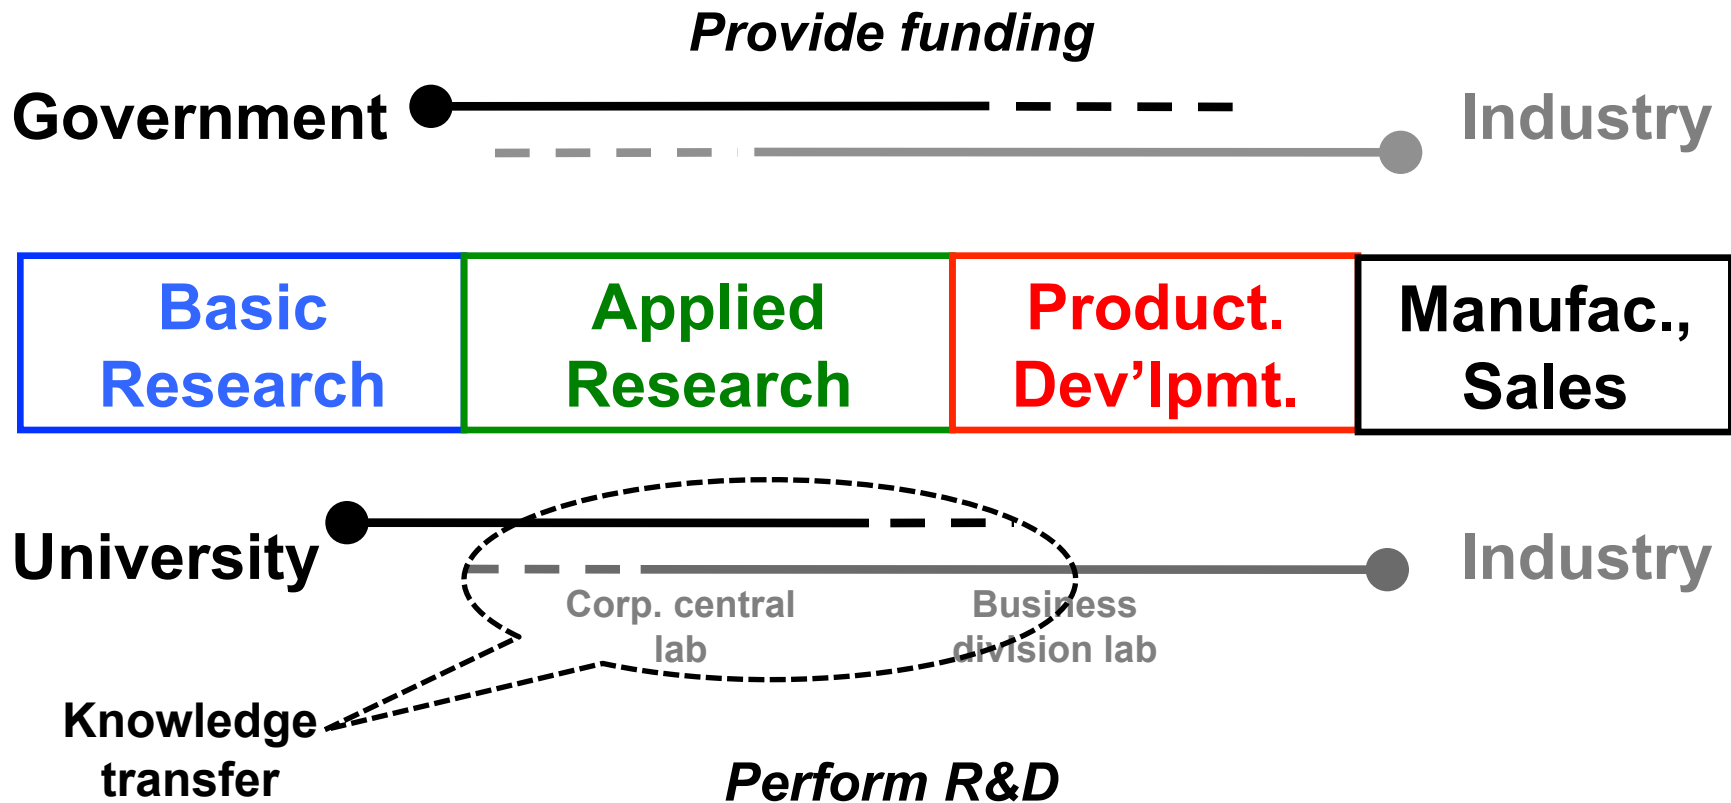 Provide funding
Government
Industry
Basic
Research
Applied
Research
Product.
Dev’lpmt.
Manufac.,
Sales
University
Industry
Corp. central
lab
Business
division lab
Knowledge
transfer
Perform R&D